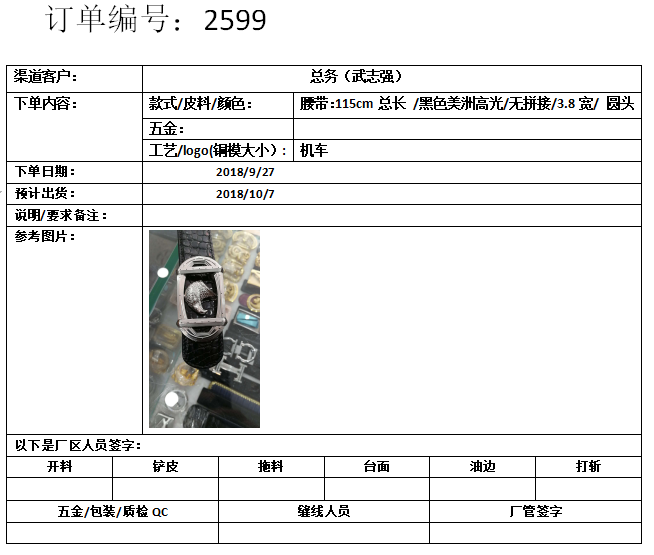 订单编号：2599
渠道客户： 总务（武志强）
下单内容： 款式/皮料/颜色： 腰带:115cm 总长 /黑色美洲高光/无拼接/3.8 宽/ 圆头
五金：
工艺/logo(铜模大小）: 机车
下单日期： 2018/9/27
预计出货： 2018/10/7
说明/要求备注：
参考图片：
以下是厂区人员签字：
开料 铲皮 拖料 台面 油边 打斩
五金/包装/质检 QC 缝线人员 厂管签字